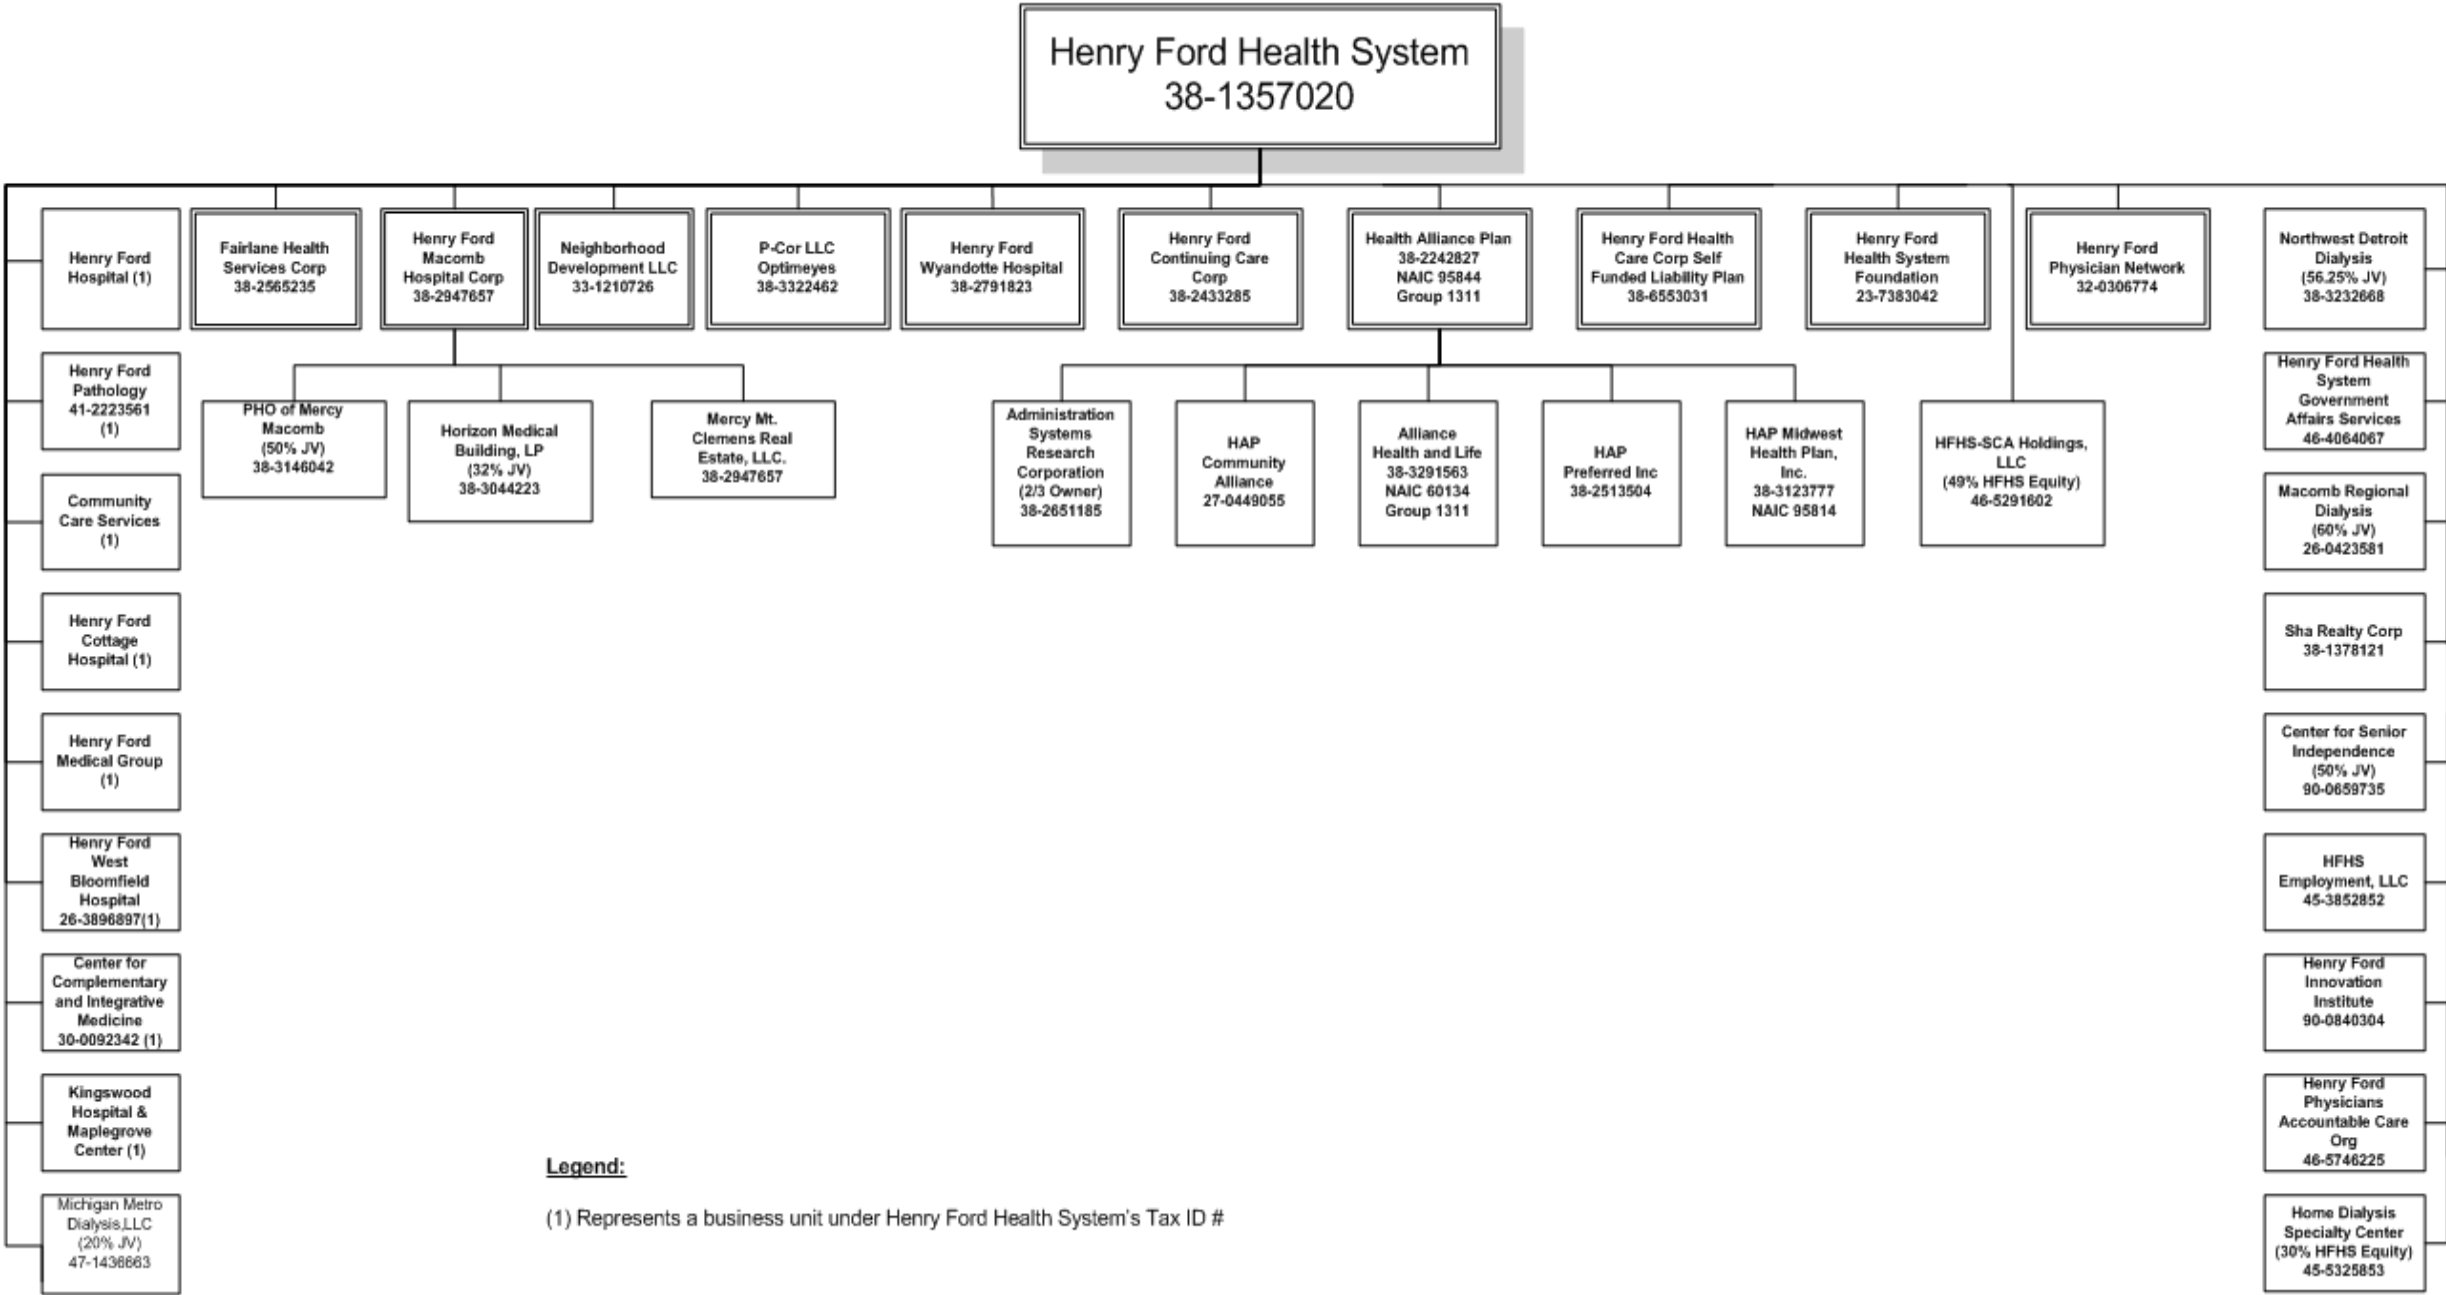 Henry Ford Health System
38-1357020
Henry Ford
Hospital (1)
Fairlane Health
Services Corp
38-2565235
Henry Ford
Macomb
Hospital Corp
38-2947657
Neighborhood
Development LLC
33-1210726
P-Cor LLC
Optimeyes
38-3322462
Henry Ford
Wyandotte Hospital
38-2791823
Henry Ford
Continuing Care
Corp
38-2433285
Health Alliance Plan
38-2242827
NAIC 95844
Group 1311
Henry Ford Health
Care Corp Self
Funded Liability Plan
38-6553031
Henry Ford
Health System
Foundation
23-7383042
Henry Ford
Physician Network
32-0306774
Northwest Detroit
Dialysis
(56.25% JV)
38-3232668
Henry Ford
Pathology
41-2223561
(1)
PHO of Mercy
Macomb
(50% JV)
38-3146042
Horizon Medical
Building, LP
(32% JV)
38-3044223
Mercy Mt.
Clemens Real
Estate, LLC.
38-2947657
Administration
Systems
Research
Corporation
(2/3 Owner)
38-2651185
HAP
Community
Alliance
27-0449055
Alliance
Health and Life
38-3291563
NAIC 60134
Group 1311
HAP
Preferred Inc
38-2513504
HAP Midwest
Health Plan,
Inc.
38-3123777
NAIC 95814
HFHS-SCA Holdings,
LLC
(49% HFHS Equity)
46-5291602
Henry Ford Health
System
Government
Affairs Services
46-4064067
Community
Care Services
(1)
Macomb Regional
Dialysis
(60% JV)
26-0423581
Henry Ford
Cottage
Hospital (1)
Sha Realty Corp
38-1378121
Henry Ford
Medical Group
(1)
Center for Senior
Independence
(50% JV)
90-0659735
Henry Ford
West
Bloomfield
Hospital
26-3896897(1)
HFHS
Employment, LLC
45-3852852
Center for
Complementary
and Integrative
Medicine
30-0092342 (1)
Henry Ford
Innovation
Institute
90-0840304
Kingswood
Hospital &
Maplegrove
Center (1)
Henry Ford
Physicians
Accountable Care
Org
46-5746225
Michigan Metro
Dialysis,LLC
(20% JV)
47-1436663
Home Dialysis
Specialty Center
(30% HFHS Equity)
45-5325853
Legend:
(1) Represents a business unit under Henry Ford Health System's Tax ID #